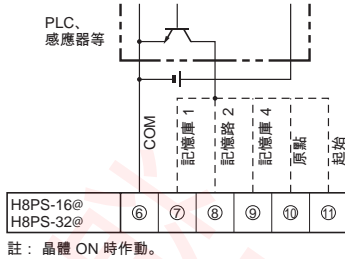 PLC、
感應器等
COM
記憶庫 1
記憶路 2
記憶庫 4
原點
起始
H8PS-16@
H8PS-32@
⑥ ⑦ ⑧ ⑨ ⑩ ⑪
註： 晶體 ON 時作動。